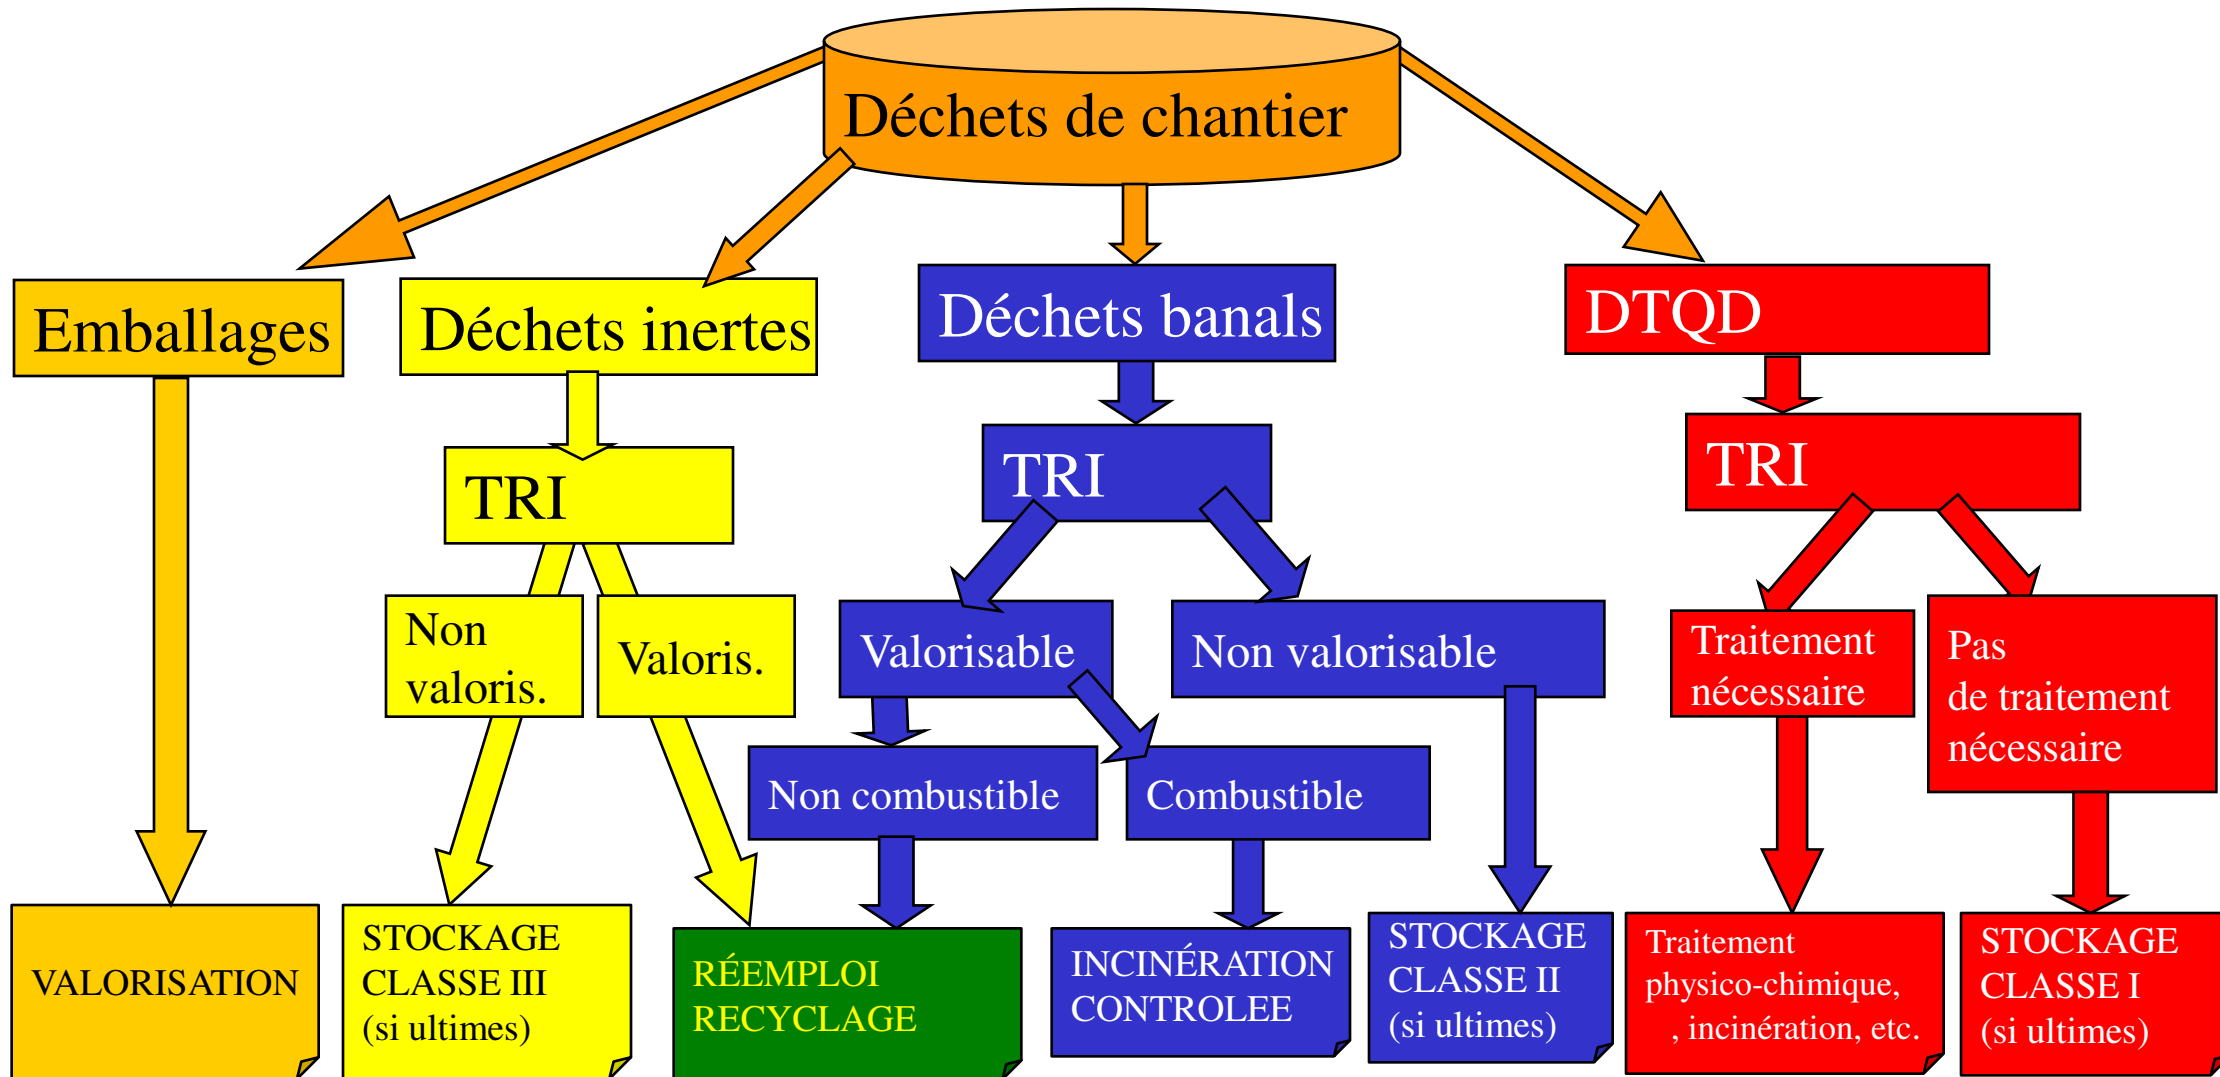 Déchets de chantier
Emballages
Déchets inertes
Déchets banals
DTQD
TRI
TRI
TRI
Non
valoris.
Valoris.
Valorisable
Non valorisable
Traitement
nécessaire
Pas
de traitement
nécessaire
Non combustible
Combustible
VALORISATION
STOCKAGE
CLASSE III
(si ultimes)
RÉEMPLOI
RECYCLAGE
INCINÉRATION
CONTROLEE
STOCKAGE
CLASSE II
(si ultimes)
Traitement
physico-chimique,
, incinération, etc.
STOCKAGE
CLASSE I
(si ultimes)